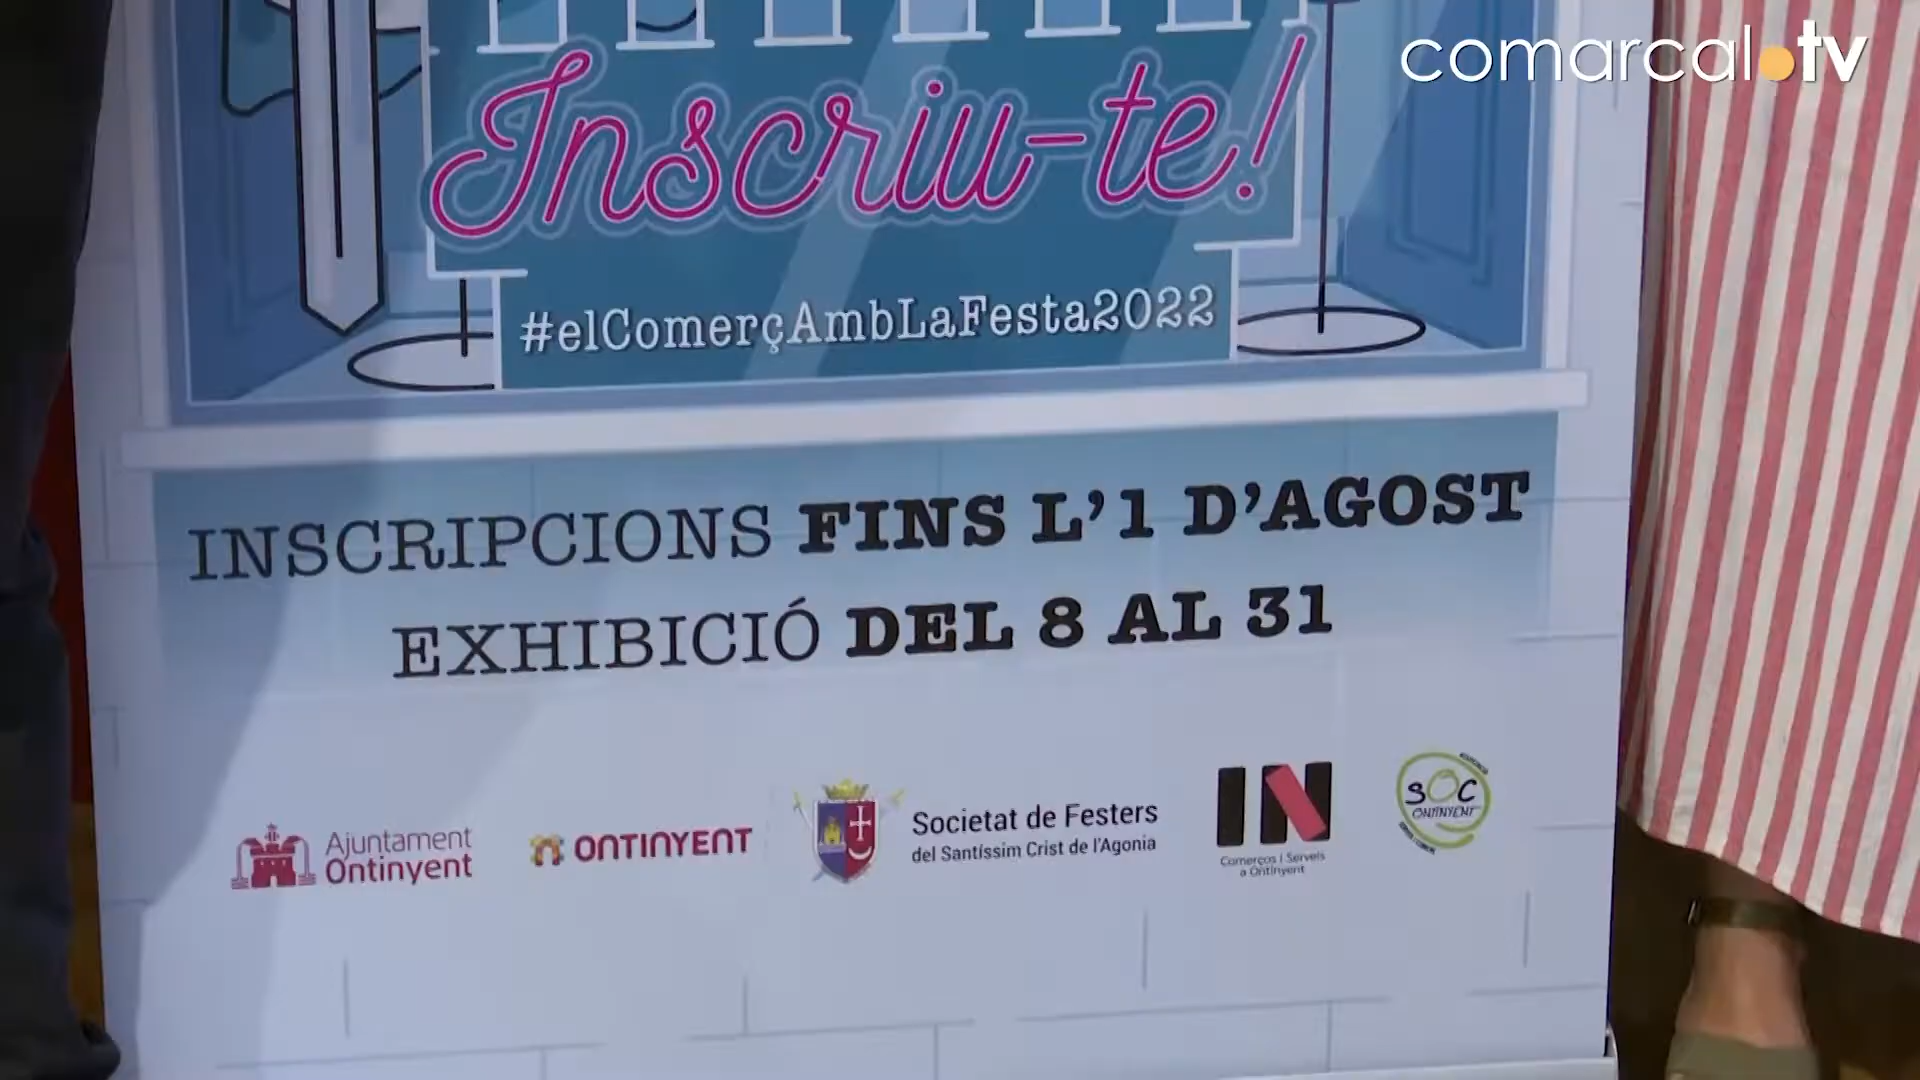 comarcal.tv
Inscriu-te!
#elComerçAmbLaFesta2022
INSCRIPCIONS FINS L'1 D'AGOST
EXHIBICIÓ DEL 8 AL 31
Ajuntament
Ontinyent
ONTINYENT
Societat de Festers
del Santíssim Crist de l'Agonia
IN
Comerços i Serveis
a Ontinyent
SOC
ONTINYENT